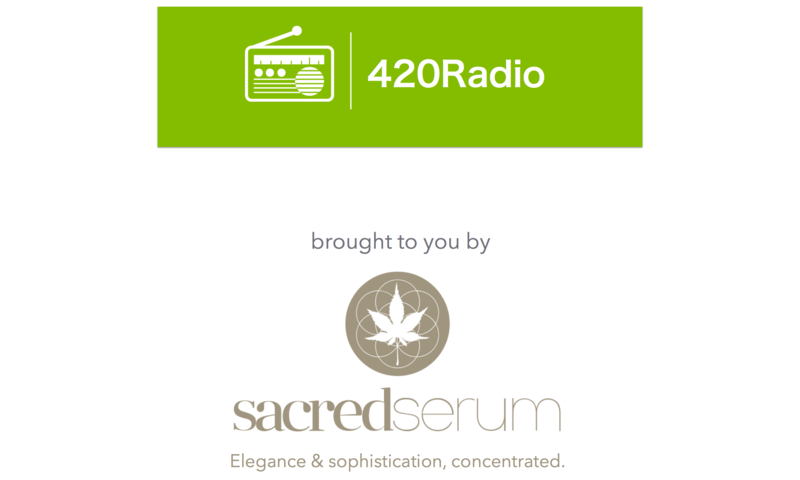 420Radio
brought to you by
sacredserum
Elegance & sophistication, concentrated.